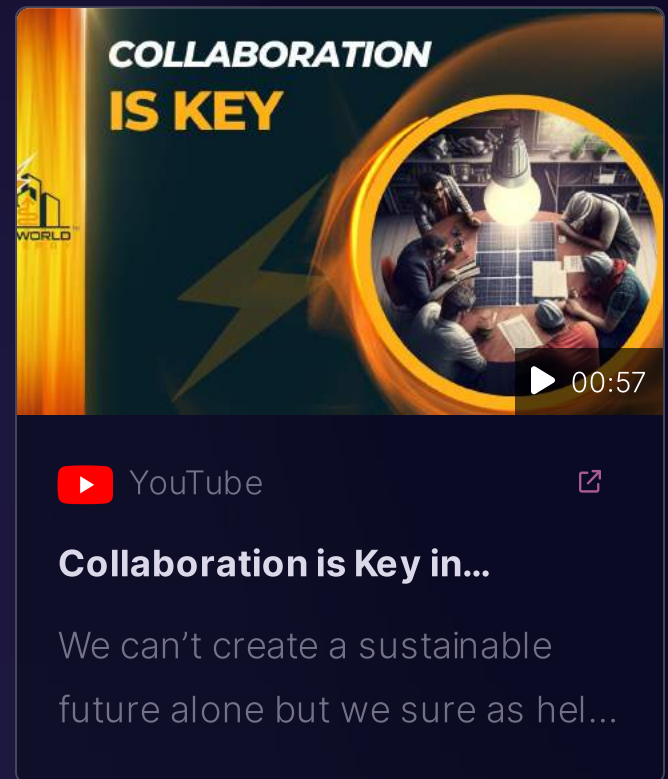 COLLABORATION
IS KEY
WORLD
00:57
YouTube
Collaboration is Key in...
We can’t create a sustainable
future alone but we sure as hel...